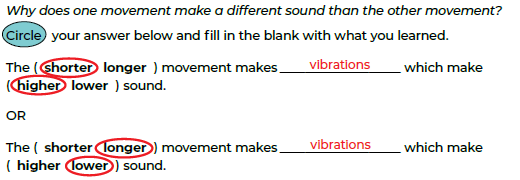 Why does one movement make a different sound than the other movement?
Circle your answer below and fill in the blank with what you learned.
The ( shorter longer ) movement makes vibrations which make
( higher lower ) sound.
OR
The ( shorter longer ) movement makes vibrations which make
( higher lower ) sound.